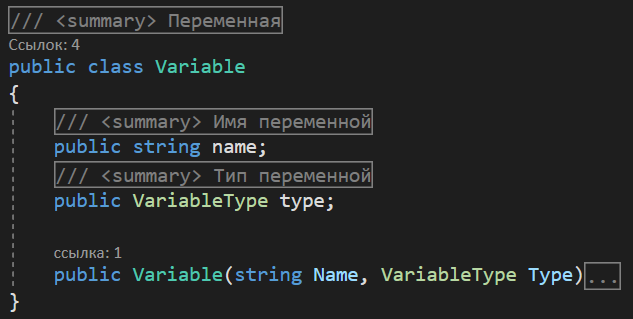 /// <summary> Переменная
Ссылок: 4
public class Variable
{
/// <summary> Имя переменной
public string name;
/// <summary> Тип переменной
public VariableType type;
ссылка: 1
public Variable(string Name, VariableType Type)...
}